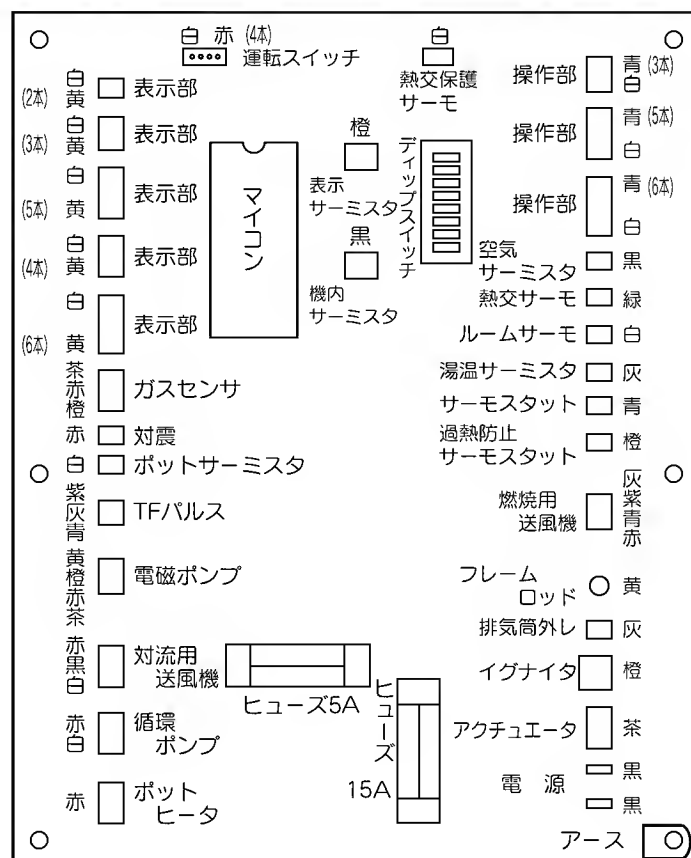 白 赤 (4本)
運転スイッチ
白
熱交保護
サーモ
白
(2本) 黄
表示部
白
(3本) 黄
表示部
白
(5本) 黄
表示部
白
(4本) 黄
表示部
白
(6本) 黄
表示部
茶
赤
橙
ガスセンサ
赤
対震
白
ポットサーミスタ
紫
灰
青
TFパルス
黄
橙
赤
茶
電磁ポンプ
赤
黒
白
対流用
送風機
赤
白
循環
ポンプ
赤
ポット
ヒータ
マイコン
橙
表示
サーミスタ
黒
機内
サーミスタ
ディップスイッチ
ヒューズ5A
ヒューズ
15A
操作部
青 (3本)
白
操作部
青 (5本)
白
操作部
青 (6本)
白
空気
サーミスタ
黒
熱交サーモ
緑
ルームサーモ
白
湯温サーミスタ
灰
サーモスタット
青
過熱防止
サーモスタット
橙
燃焼用
送風機
灰
紫
青
赤
フレーム
ロッド
黄
排気筒外レ
灰
イグナイタ
橙
アクチュエータ
茶
電 源
黒
黒
アース